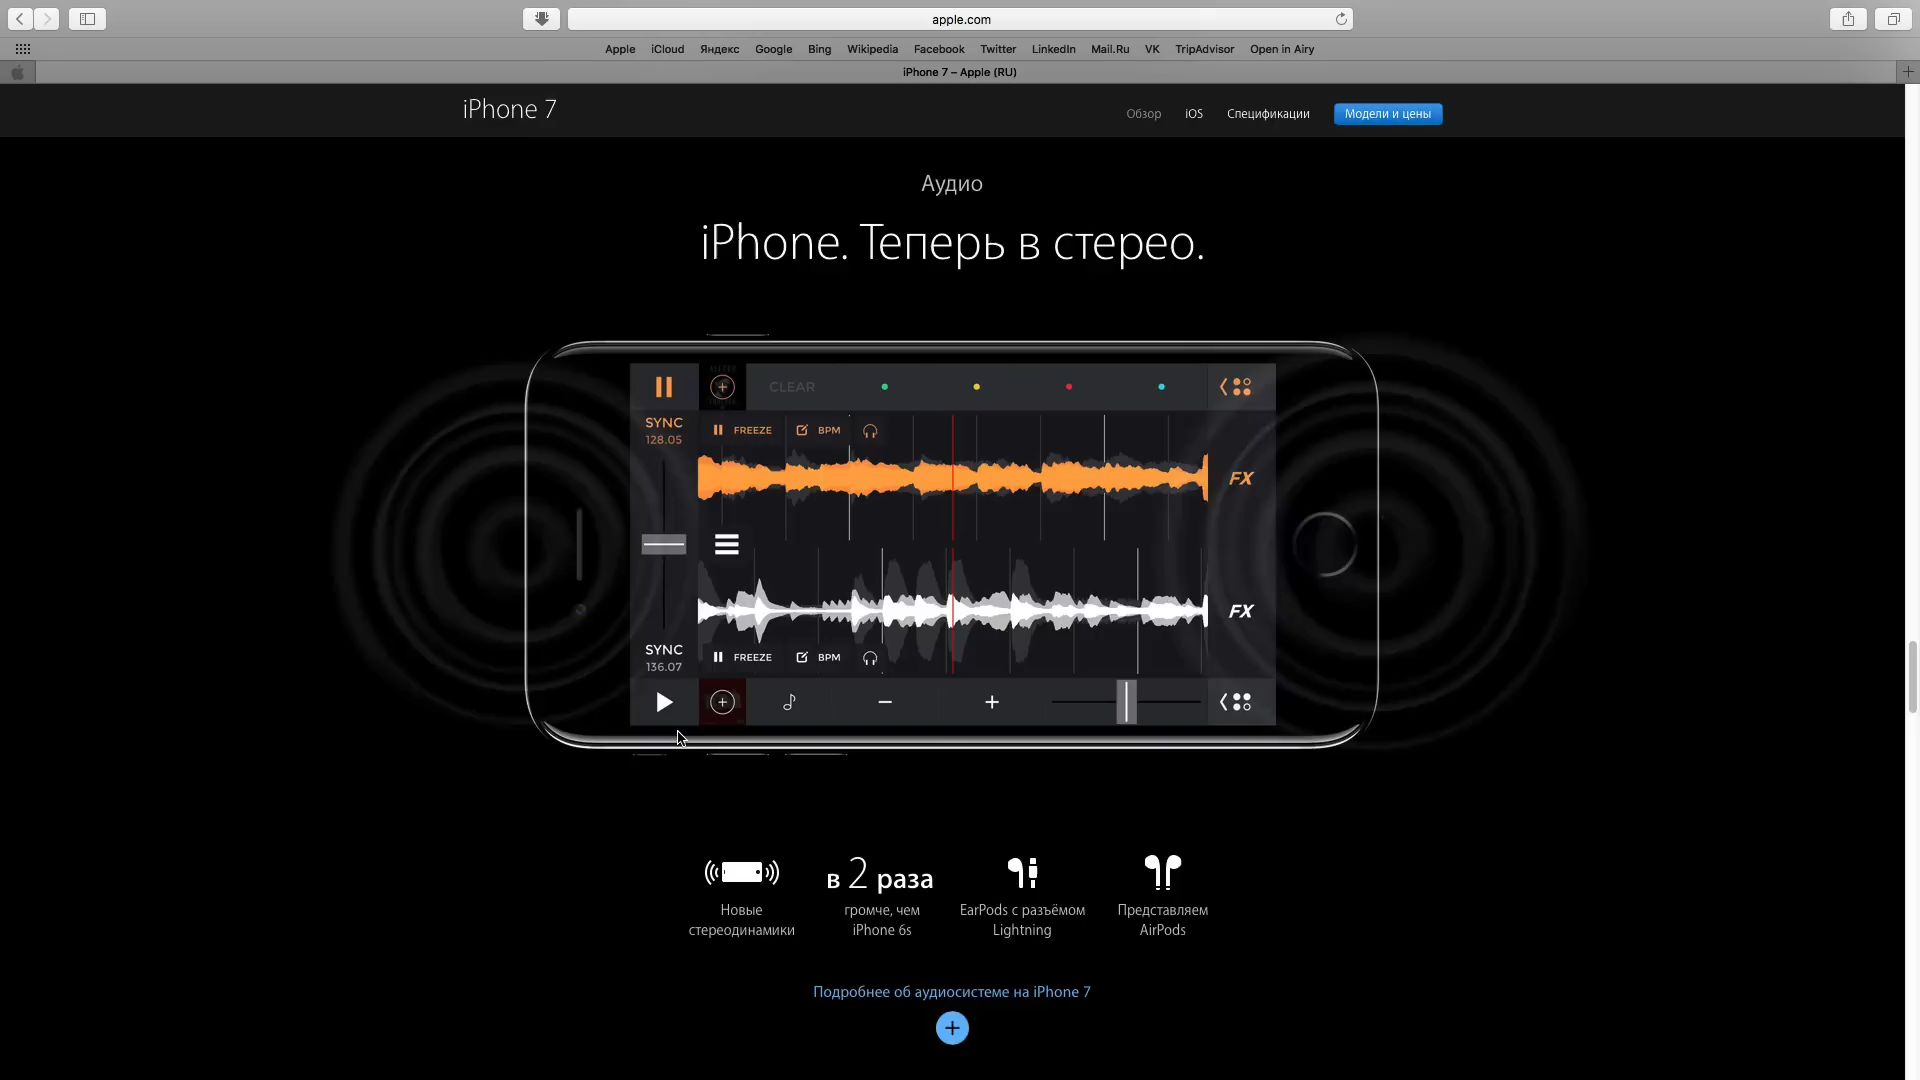 apple.com
Apple iCloud Яндекс Google Bing Wikipedia Facebook Twitter LinkedIn Mail.Ru VK TripAdvisor Open in Airy
iPhone 7 – Apple (RU)
iPhone 7
Обзор iOS Спецификации Модели и цены
Аудио
iPhone. Теперь в стерео.
CLEAR
SYNC
128.05
FREEZE BPM
FX
FX
SYNC
136.07
FREEZE BPM
в 2 раза
Новые
стереодинамики
громче, чем
iPhone 6s
EarPods с разъёмом
Lightning
Представляем
AirPods
Подробнее об аудиосистеме на iPhone 7